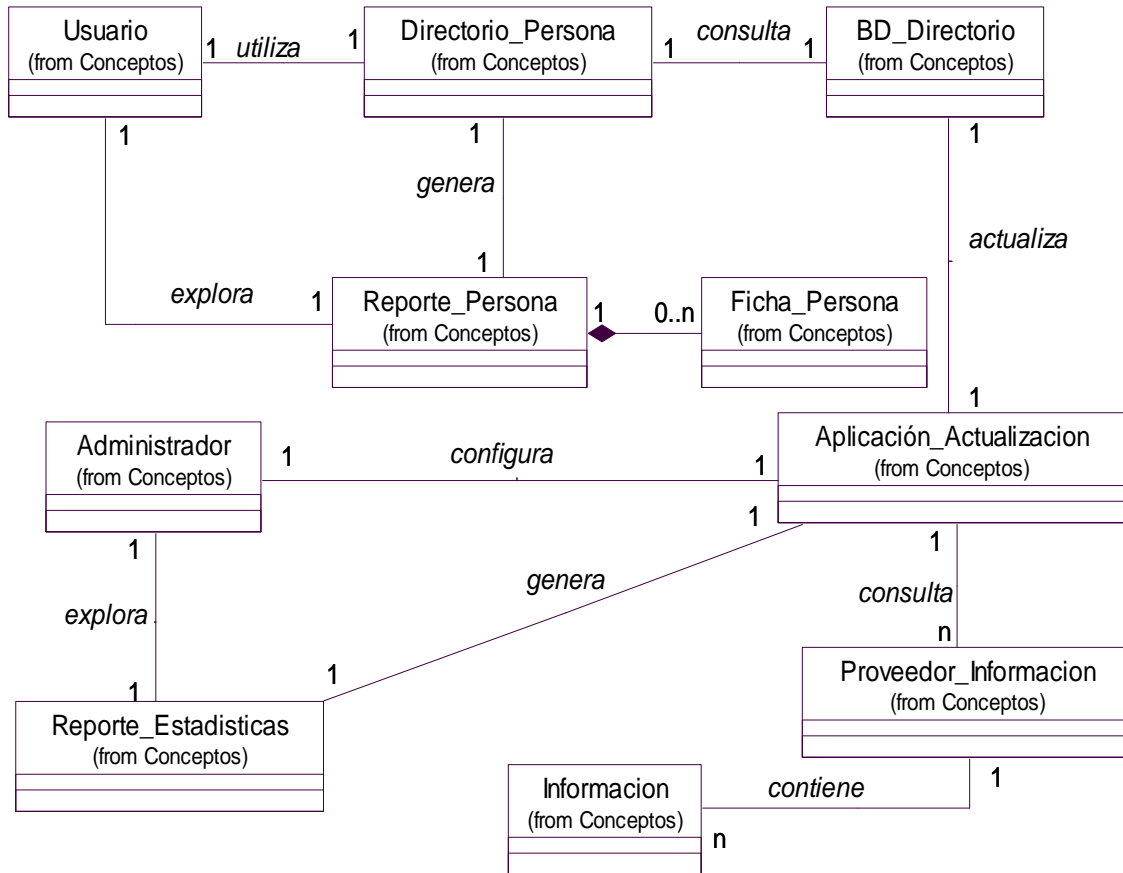 Usuario
(from Conceptos)
1
utiliza
1
Directorio_Persona
(from Conceptos)
1
consulta
1
BD_Directorio
(from Conceptos)
1
1
1
genera
actualiza
1
explora
1
Reporte_Persona
(from Conceptos)
1
0..n
Ficha_Persona
(from Conceptos)
1
Administrador
(from Conceptos)
1
configura
1
Aplicación_Actualizacion
(from Conceptos)
1
1
1
genera
explora
consulta
n
1
1
Reporte_Estadisticas
(from Conceptos)
Proveedor_Informacion
(from Conceptos)
1
contiene
n
Informacion
(from Conceptos)